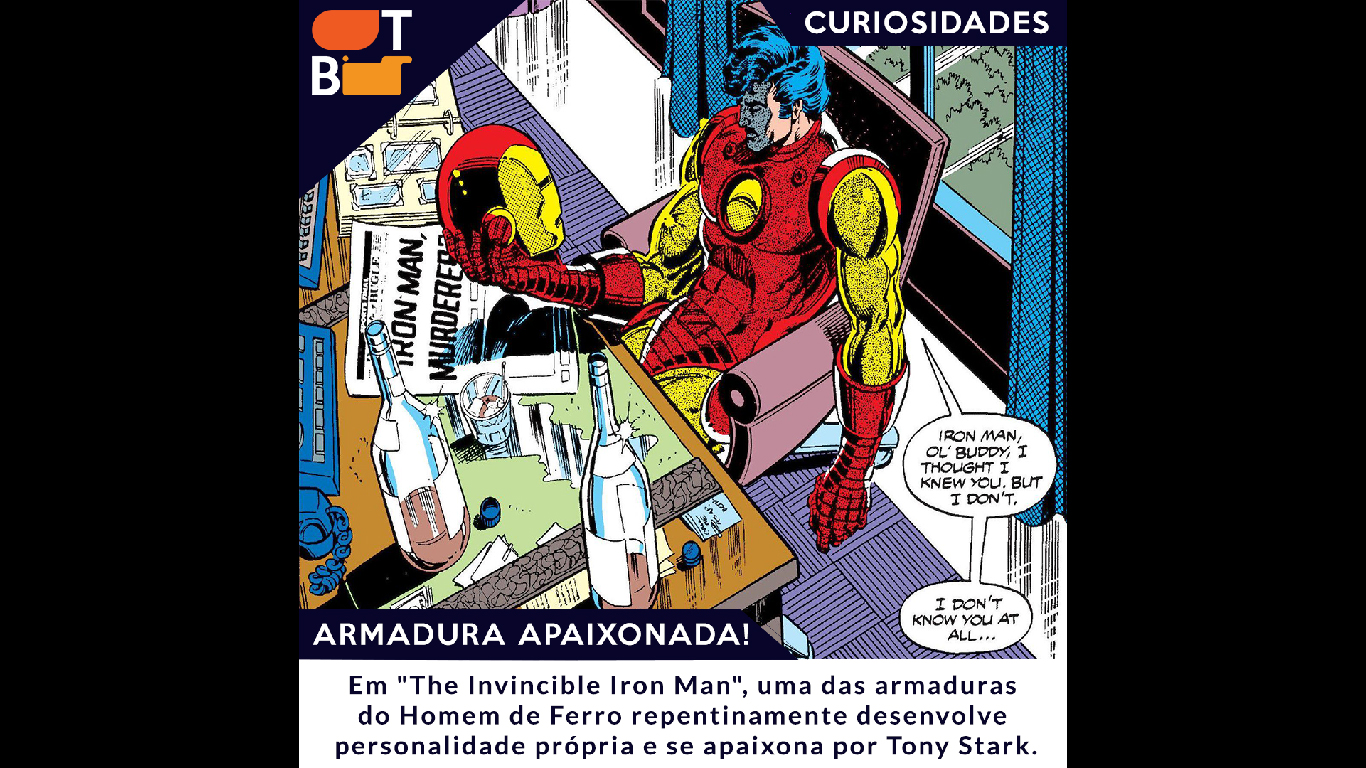 OT
B
CURIOSIDADES
BUGLE
IRON MAN,
MURDERER
IRON MAN,
OL' BUDDY, I
THOUGHT I
KNEW YOU. BUT
I DON'T.
I DON'T
KNOW YOU AT
ALL...
ARMADURA APAIXONADA!
Em "The Invincible Iron Man", uma das armaduras
do Homem de Ferro repentinamente desenvolve
personalidade própria e se apaixona por Tony Stark.